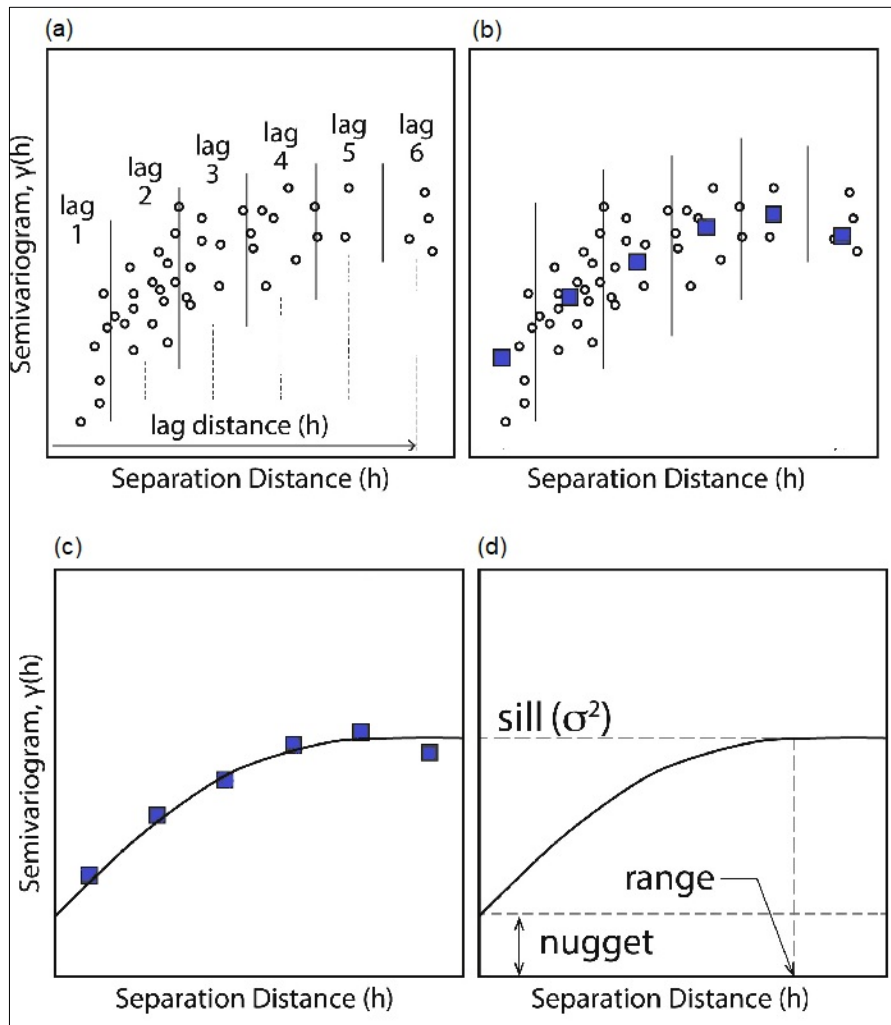 (a)
Semivariogram, γ(h)
lag
1
lag
2
lag
3
lag
4
lag
5
lag
6
lag distance (h)
Separation Distance (h)
(b)
Separation Distance (h)
(c)
Semivariogram, γ(h)
Separation Distance (h)
(d)
sill (σ²)
range
nugget
Separation Distance (h)